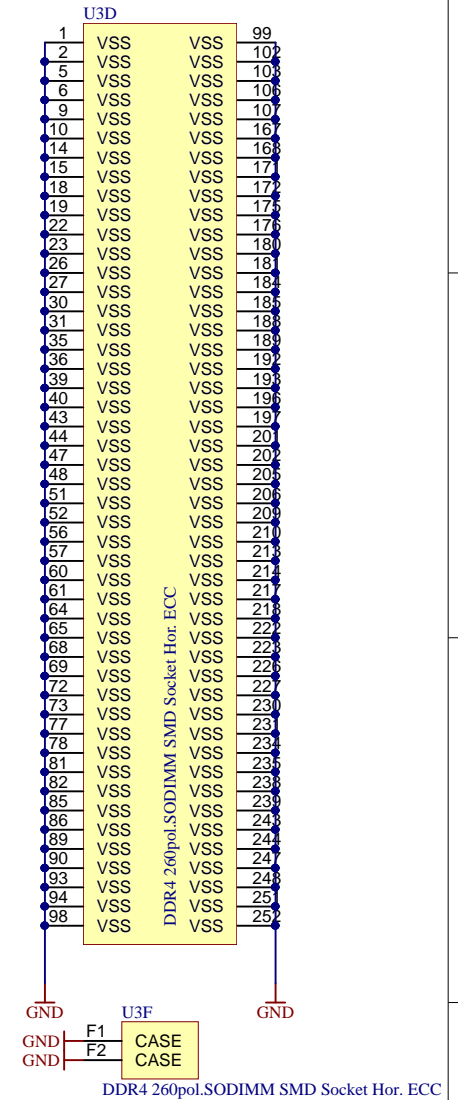 U3D
1 VSS VSS 99
2 VSS VSS 102
5 VSS VSS 103
6 VSS VSS 106
9 VSS VSS 107
10 VSS VSS 167
14 VSS VSS 168
15 VSS VSS 171
18 VSS VSS 172
19 VSS VSS 175
22 VSS VSS 176
23 VSS VSS 180
26 VSS VSS 181
27 VSS VSS 184
30 VSS VSS 185
31 VSS VSS 188
35 VSS VSS 189
36 VSS VSS 192
39 VSS VSS 193
40 VSS VSS 196
43 VSS VSS 197
44 VSS VSS 201
47 VSS VSS 202
48 VSS VSS 205
51 VSS VSS 206
52 VSS VSS 209
56 VSS VSS 210
57 VSS VSS 213
60 VSS VSS 214
61 VSS VSS 217
64 VSS VSS 218
65 VSS VSS 222
68 VSS VSS 223
69 VSS VSS 226
72 VSS VSS 227
73 VSS VSS 230
77 VSS VSS 231
78 VSS VSS 234
81 VSS VSS 235
82 VSS VSS 238
85 VSS VSS 239
86 VSS VSS 243
89 VSS VSS 244
90 VSS VSS 247
93 VSS VSS 248
94 VSS VSS 251
98 VSS VSS 252
DDR4 260pol.SODIMM SMD Socket Hor. ECC
GND GND
U3F
GND F1 CASE
GND F2 CASE
DDR4 260pol.SODIMM SMD Socket Hor. ECC